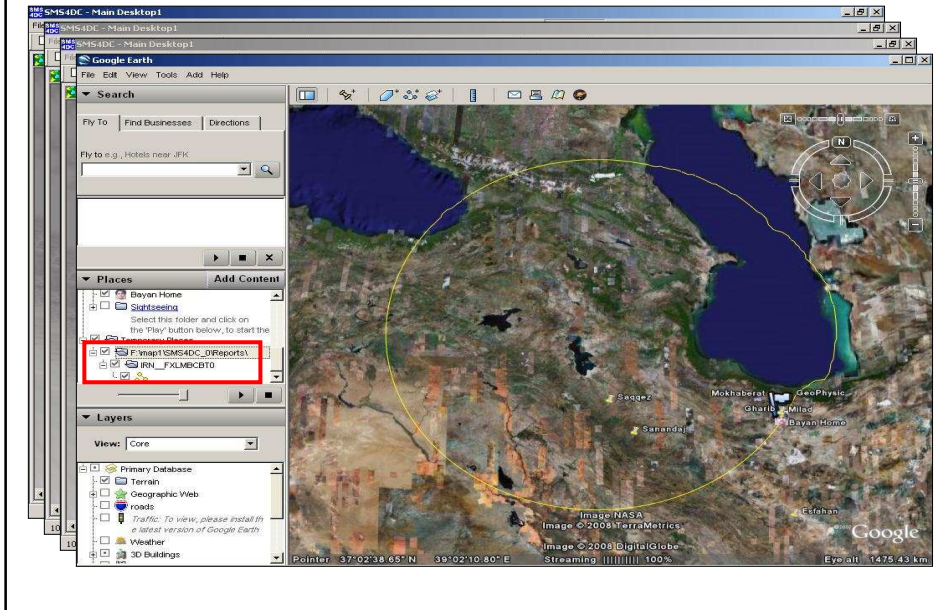 SMS4DC - Main Desktop1
SMS4DC - Main Desktop1
SMS4DC - Main Desktop1
Google Earth
File Edit View Tools Add Help
Search
Fly To Find Businesses Directions
Fly to e.g., Hotels near JFK
Places Add Content
Bayan Home
Sightseeing
Select this folder and click on
the 'Play' button below, to start the
Temporary Places
F:\map1\SMS4DC_0\Reports\
IRN__FXLMBCBT0
Layers
View: Core
Primary Database
Terrain
Geographic Web
roads
Traffic: To view, please install th
e latest version of Google Earth
Weather
3D Buildings
N
Saqqez
Sanandaj
Mokhaberat GeoPhysic
Gharib Milad
Bayan Home
Esfahan
Image NASA
Image © 2008 TerraMetrics
Image © 2008 DigitalGlobe
Google
Pointer 37°02'38.65" N 39°02'10.80" E Streaming |||||||||| 100% Eye alt 1475.43 km